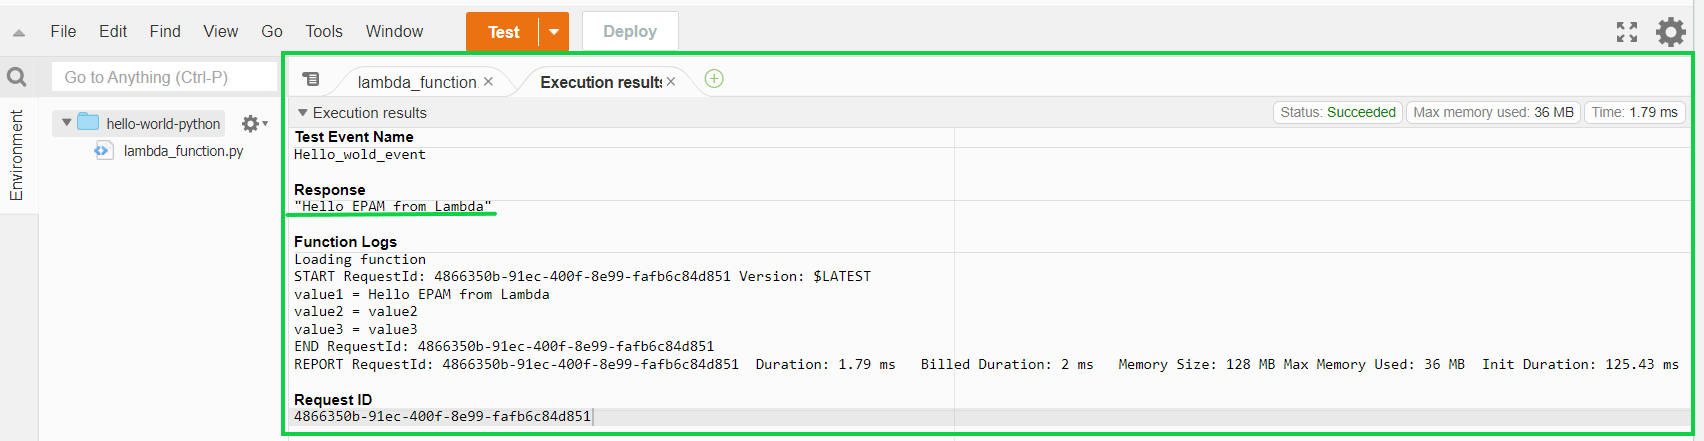 File Edit Find View Go Tools Window Test Deploy
Go to Anything (Ctrl-P)
Environment
hello-world-python
lambda_function.py
lambda_function Execution results
Execution results Status: Succeeded Max memory used: 36 MB Time: 1.79 ms
Test Event Name
Hello_wold_event
Response
"Hello EPAM from Lambda"
Function Logs
Loading function
START RequestId: 4866350b-91ec-400f-8e99-fafb6c84d851 Version: $LATEST
value1 = Hello EPAM from Lambda
value2 = value2
value3 = value3
END RequestId: 4866350b-91ec-400f-8e99-fafb6c84d851
REPORT RequestId: 4866350b-91ec-400f-8e99-fafb6c84d851 Duration: 1.79 ms Billed Duration: 2 ms Memory Size: 128 MB Max Memory Used: 36 MB Init Duration: 125.43 ms
Request ID
4866350b-91ec-400f-8e99-fafb6c84d851